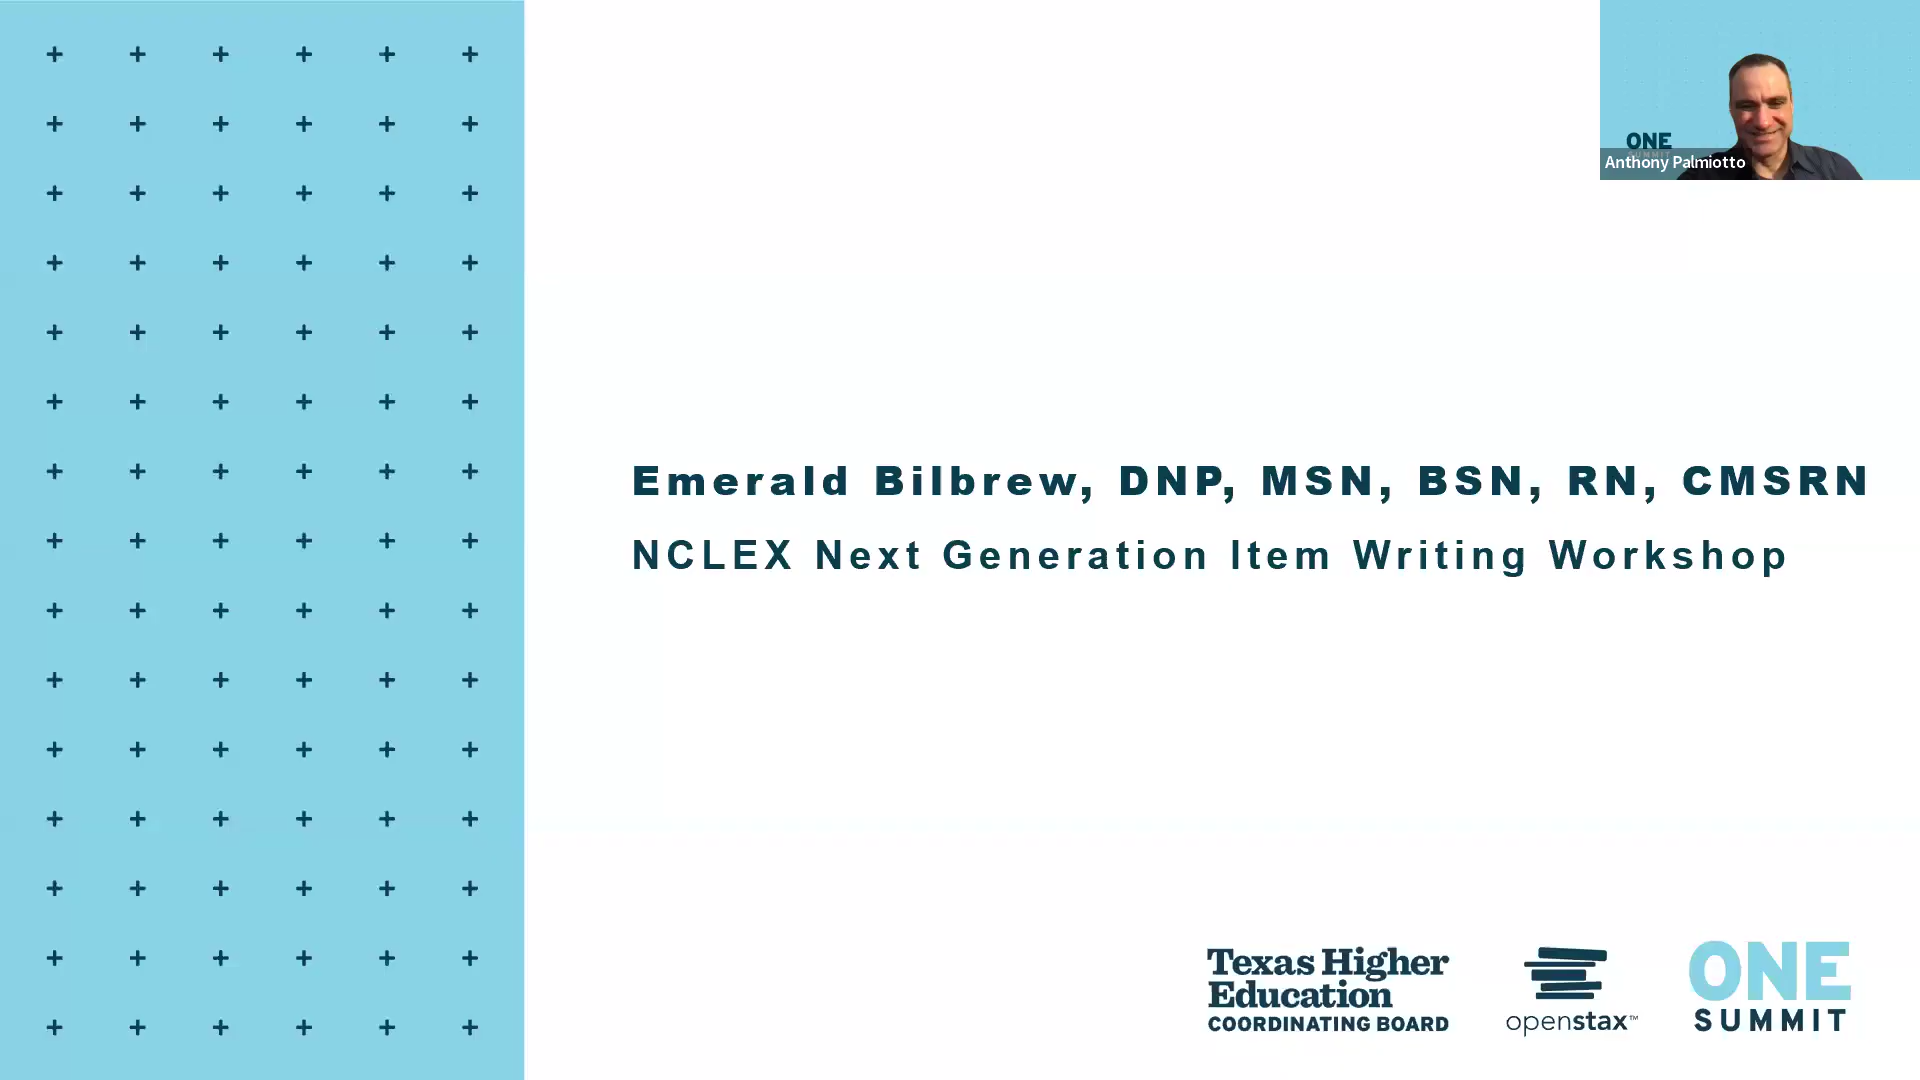 ONE
Anthony Palmiotto
Emerald Bilbrew, DNP, MSN, BSN, RN, CMSRN
NCLEX Next Generation Item Writing Workshop
Texas Higher
Education
COORDINATING BOARD
openstax™
ONE
SUMMIT